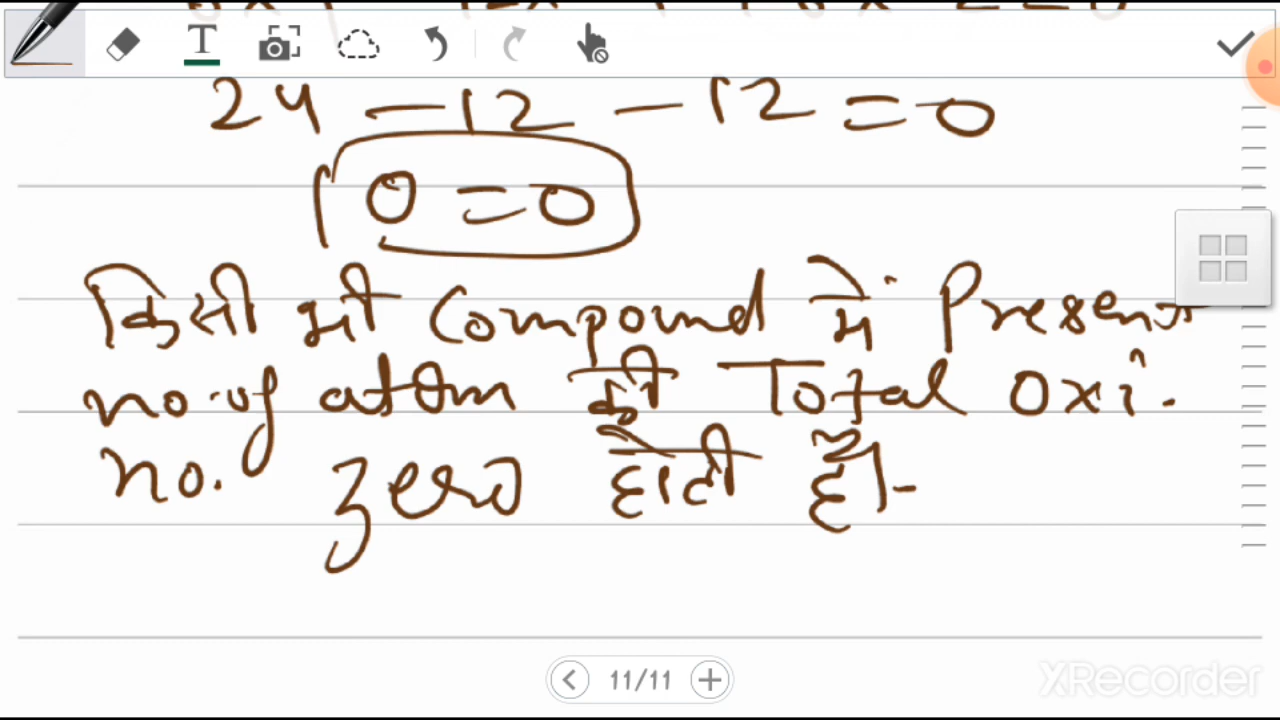 24 - 12 - 12 = 0
0 = 0
किसी भी Compound में Present
no. of atom की Total oxi.
no. zero होती है।
11/11
XRecorder